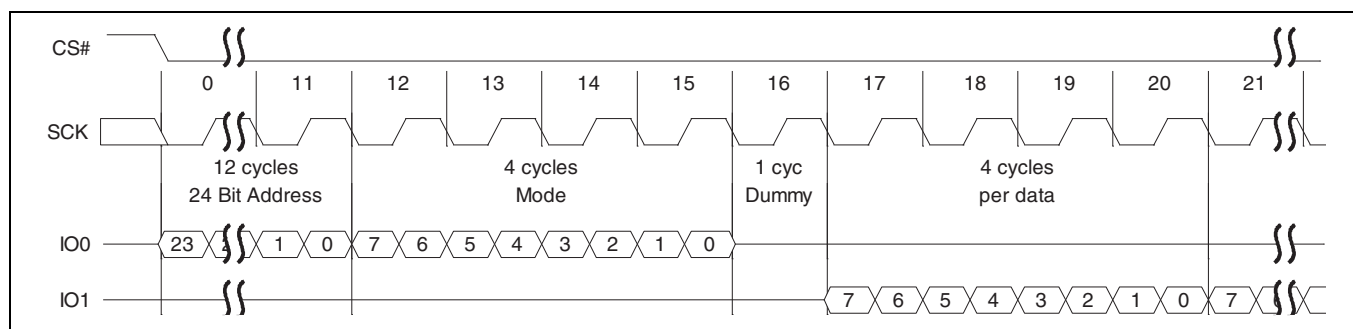 CS#
0 11 12 13 14 15 16 17 18 19 20 21
SCK
12 cycles 4 cycles 1 cyc 4 cycles
24 Bit Address Mode Dummy per data
IO0 23 1 0 7 6 5 4 3 2 1 0
IO1 7 6 5 4 3 2 1 0 7